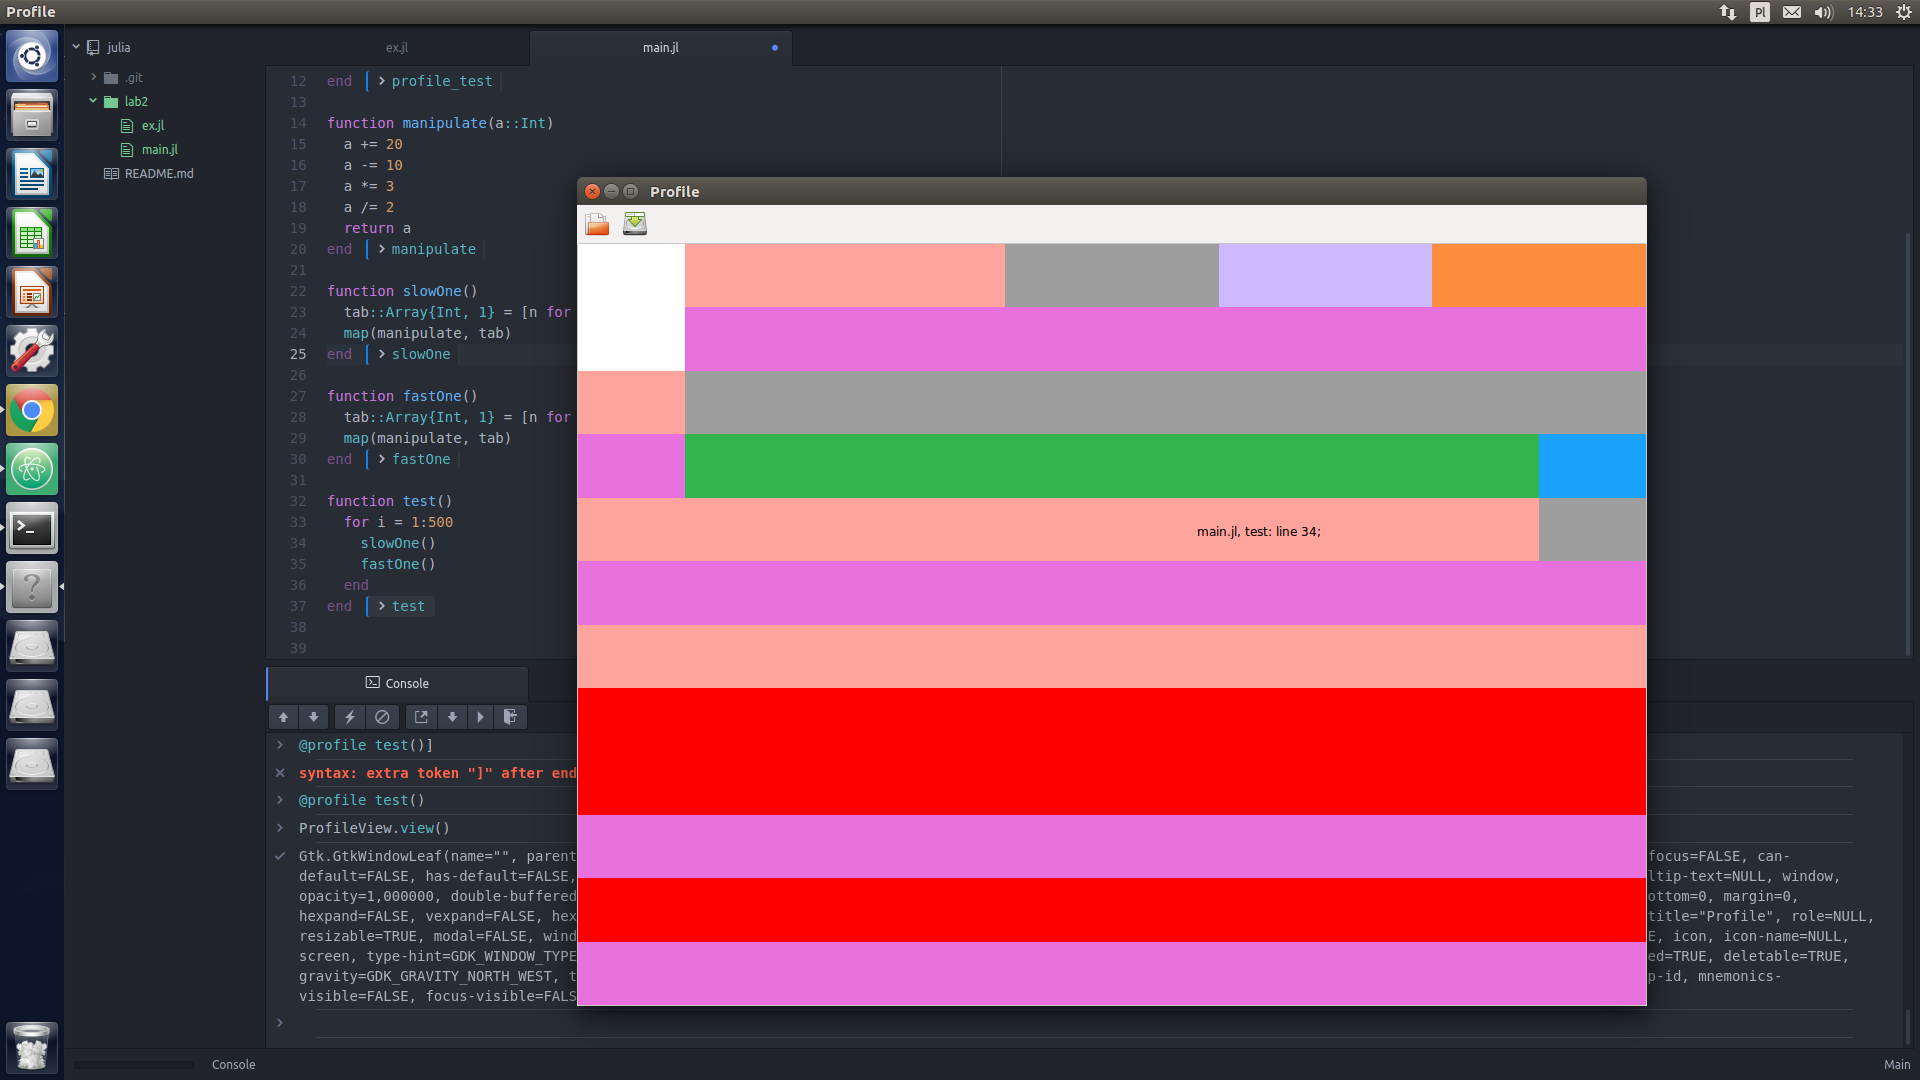 Profile
Pl
14:33
julia
ex.jl
main.jl
.git
lab2
ex.jl
main.jl
README.md
12 end > profile_test
13
14 function manipulate(a::Int)
15 a += 20
16 a -= 10
17 a *= 3
18 a /= 2
19 return a
20 end > manipulate
21
22 function slowOne()
23 tab::Array{Int, 1} = [n for
24 map(manipulate, tab)
25 end > slowOne
26
27 function fastOne()
28 tab::Array{Int, 1} = [n for
29 map(manipulate, tab)
30 end > fastOne
31
32 function test()
33 for i = 1:500
34 slowOne()
35 fastOne()
36 end
37 end > test
38
39
Profile
main.jl, test: line 34;
Console
> @profile test()]
syntax: extra token "]" after end
> @profile test()
> ProfileView.view()
Gtk.GtkWindowLeaf(name="", parent focus=FALSE, can-
default=FALSE, has-default=FALSE, ltip-text=NULL, window,
opacity=1,000000, double-buffered ottom=0, margin=0,
hexpand=FALSE, vexpand=FALSE, hex title="Profile", role=NULL,
resizable=TRUE, modal=FALSE, wind E, icon, icon-name=NULL,
screen, type-hint=GDK_WINDOW_TYPE ed=TRUE, deletable=TRUE,
gravity=GDK_GRAVITY_NORTH_WEST, t p-id, mnemonics-
visible=FALSE, focus-visible=FALS
>
Console
Main